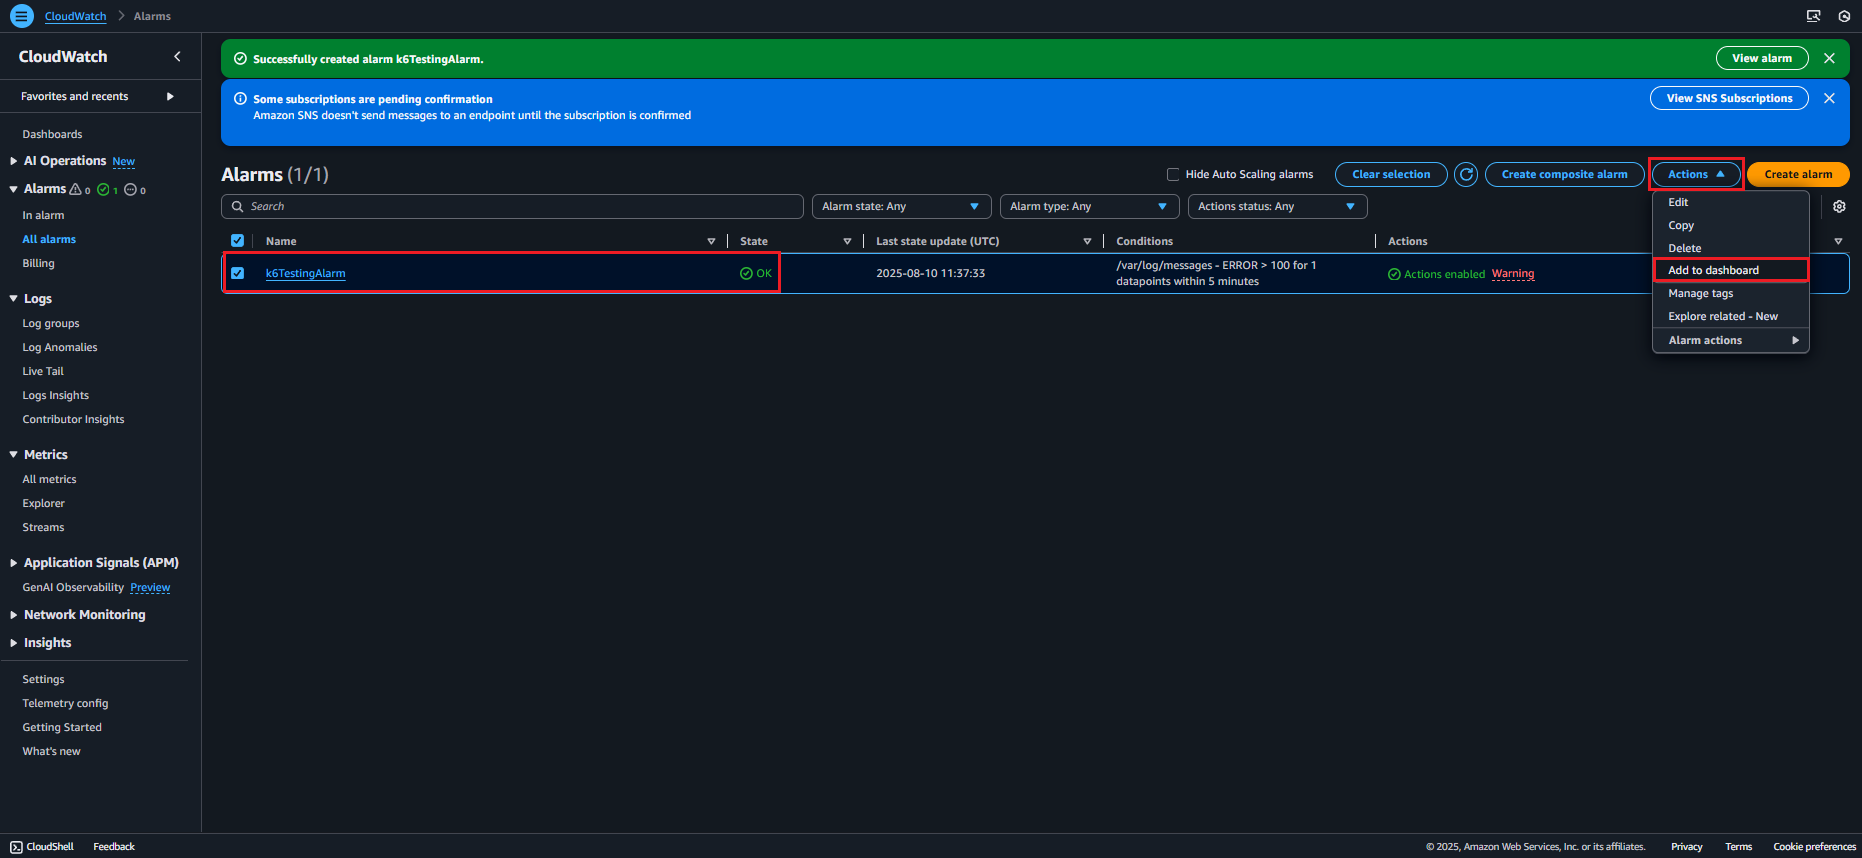 CloudWatch > Alarms
CloudWatch
Favorites and recents
Dashboards
AI Operations New
Alarms 0 1 0
In alarm
All alarms
Billing
Logs
Log groups
Log Anomalies
Live Tail
Logs Insights
Contributor Insights
Metrics
All metrics
Explorer
Streams
Application Signals (APM)
GenAI Observability Preview
Network Monitoring
Insights
Settings
Telemetry config
Getting Started
What's new
Successfully created alarm k6TestingAlarm.
View alarm
Some subscriptions are pending confirmation
Amazon SNS doesn't send messages to an endpoint until the subscription is confirmed
View SNS Subscriptions
Alarms (1/1)
Hide Auto Scaling alarms
Clear selection
Create composite alarm
Actions
Create alarm
Search
Alarm state: Any
Alarm type: Any
Actions status: Any
Name State Last state update (UTC) Conditions Actions
k6TestingAlarm
OK
2025-08-10 11:37:33
/var/log/messages - ERROR > 100 for 1
datapoints within 5 minutes
Actions enabled Warning
Edit
Copy
Delete
Add to dashboard
Manage tags
Explore related - New
Alarm actions
CloudShell Feedback
© 2025, Amazon Web Services, Inc. or its affiliates. Privacy Terms Cookie preferences